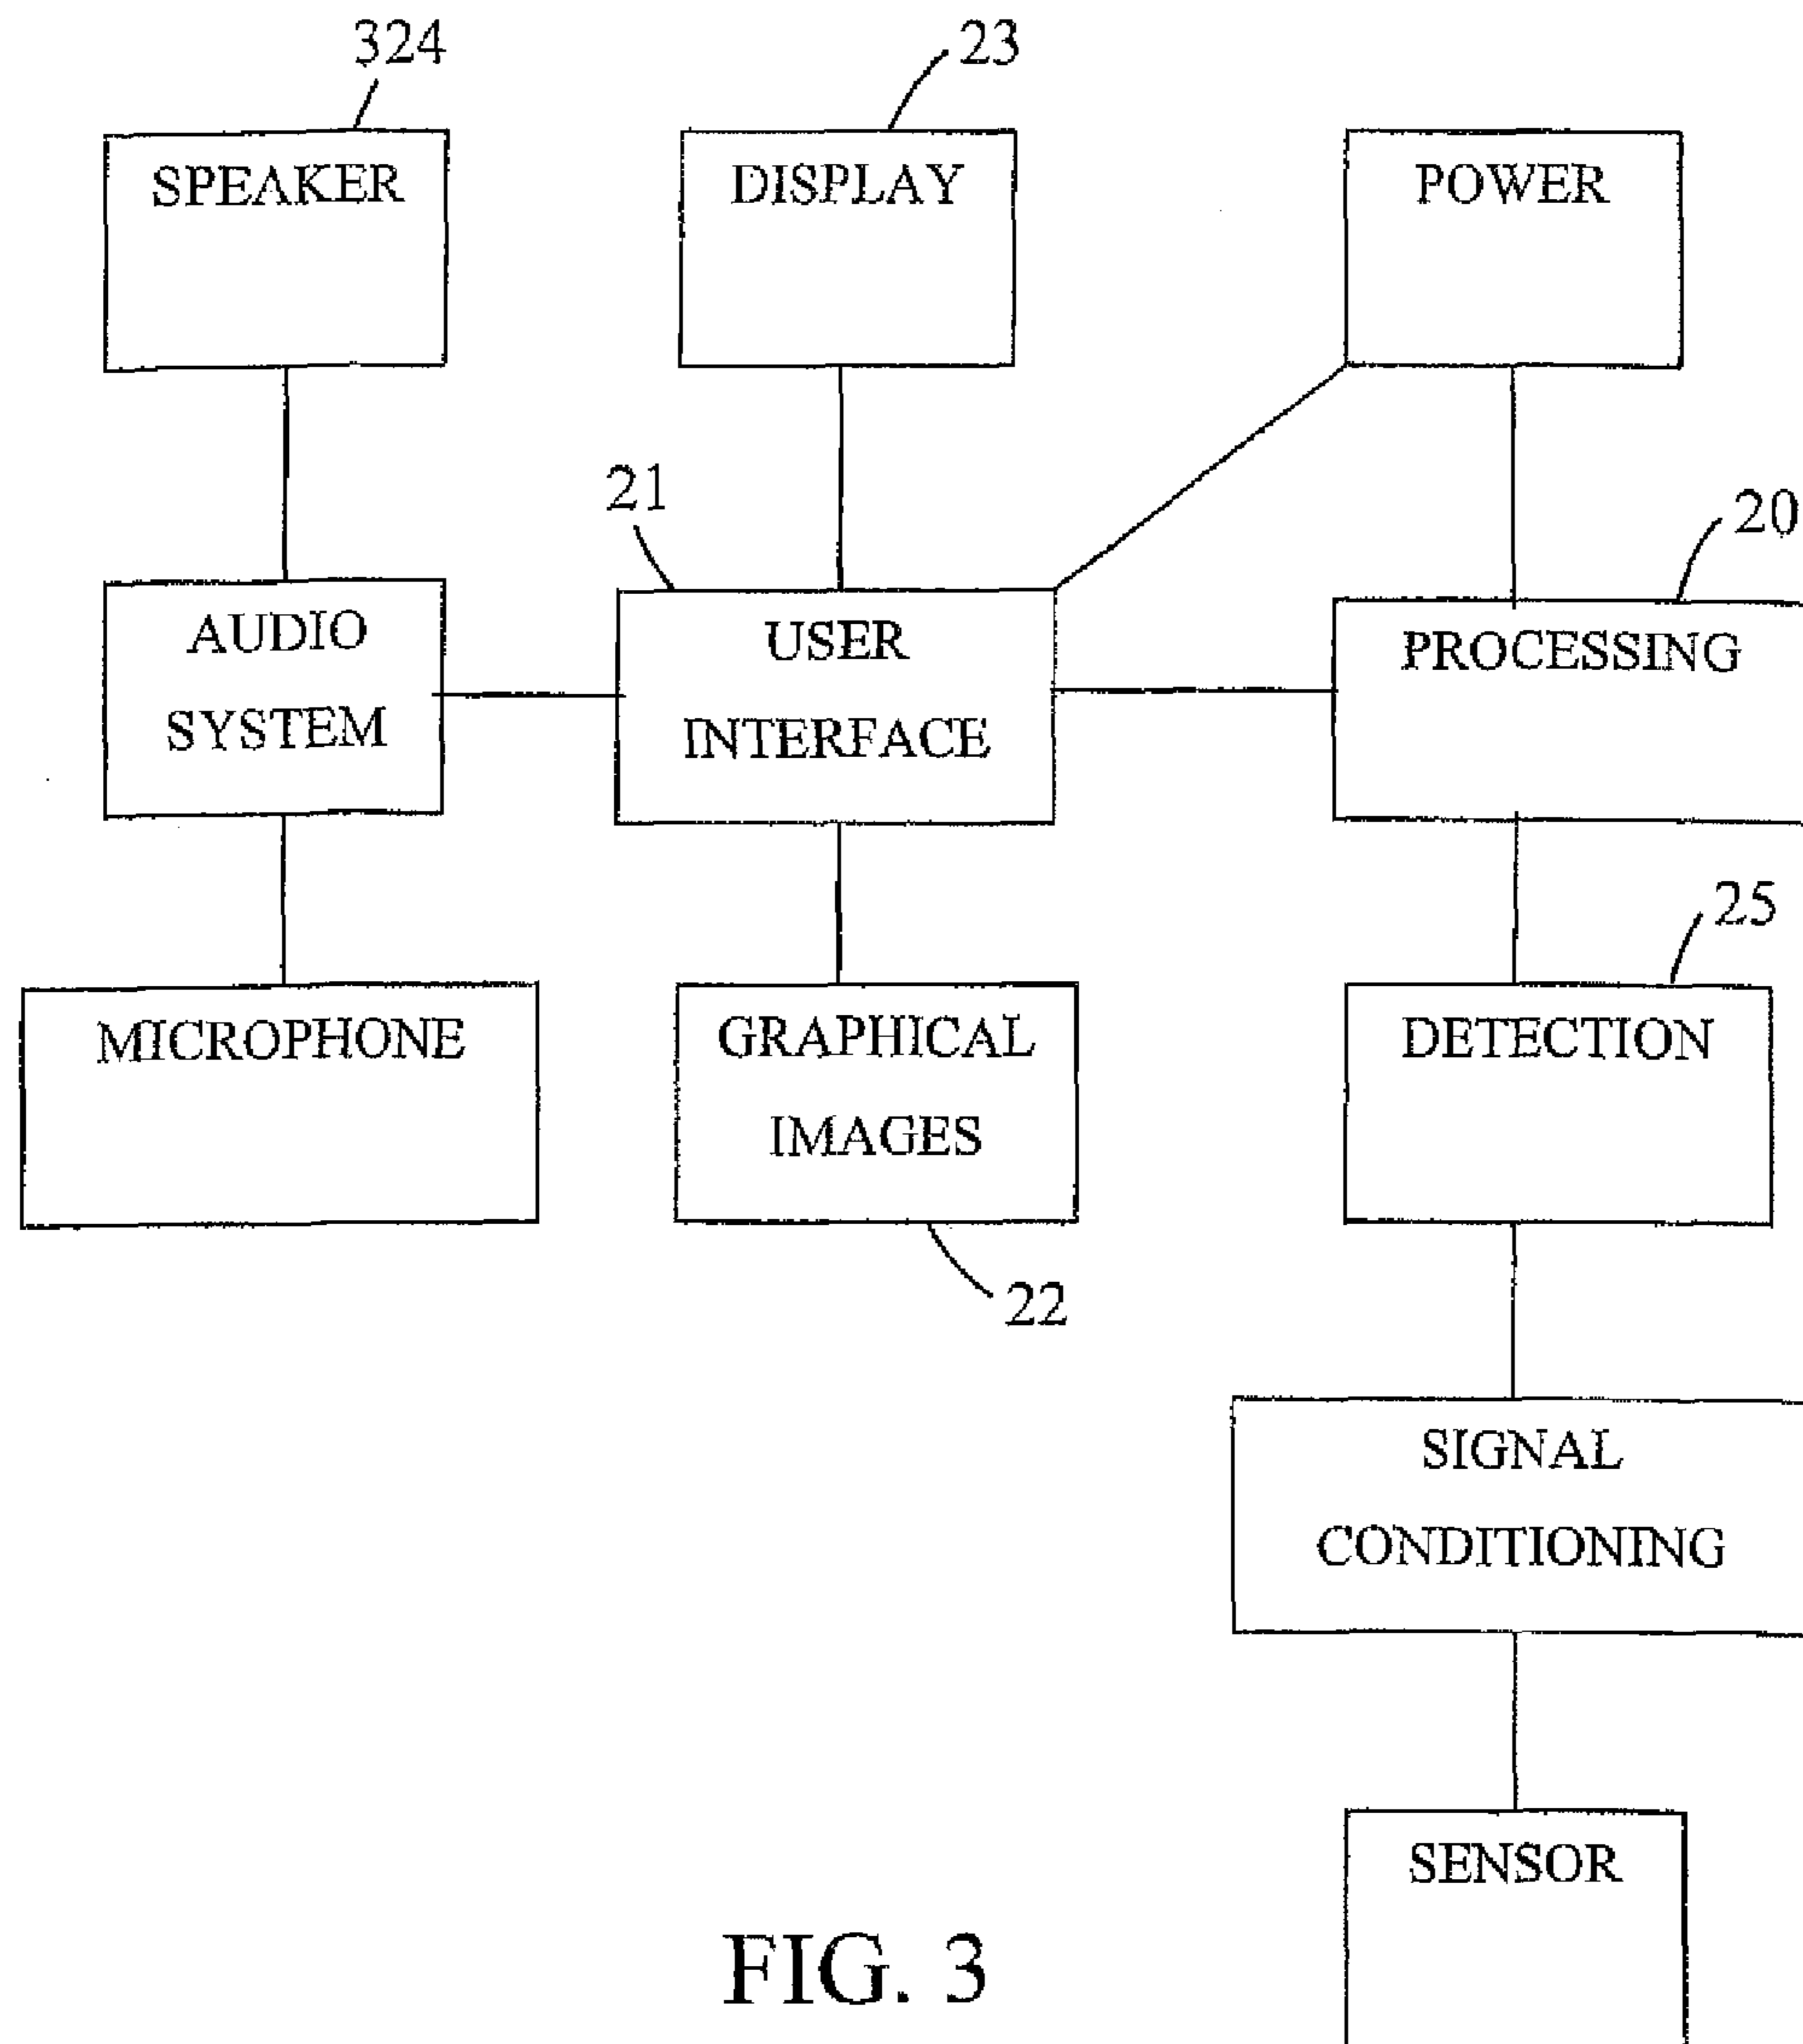 324
23
SPEAKER
DISPLAY
POWER
21
20
AUDIO
SYSTEM
USER
INTERFACE
PROCESSING
25
MICROPHONE
GRAPHICAL
IMAGES
DETECTION
22
SIGNAL
CONDITIONING
SENSOR
FIG. 3